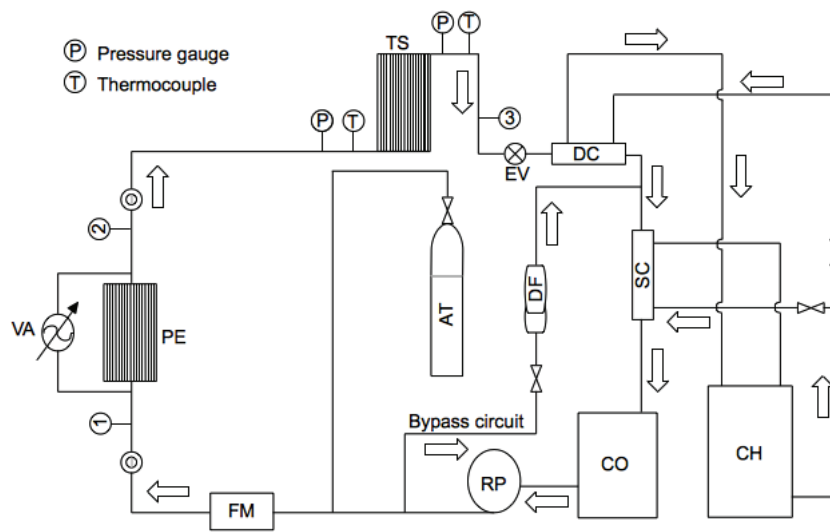 P Pressure gauge
T Thermocouple
TS
P T
3
P T
EV
DC
2
VA
PE
AT
DF
SC
1
Bypass circuit
RP
CO
CH
FM